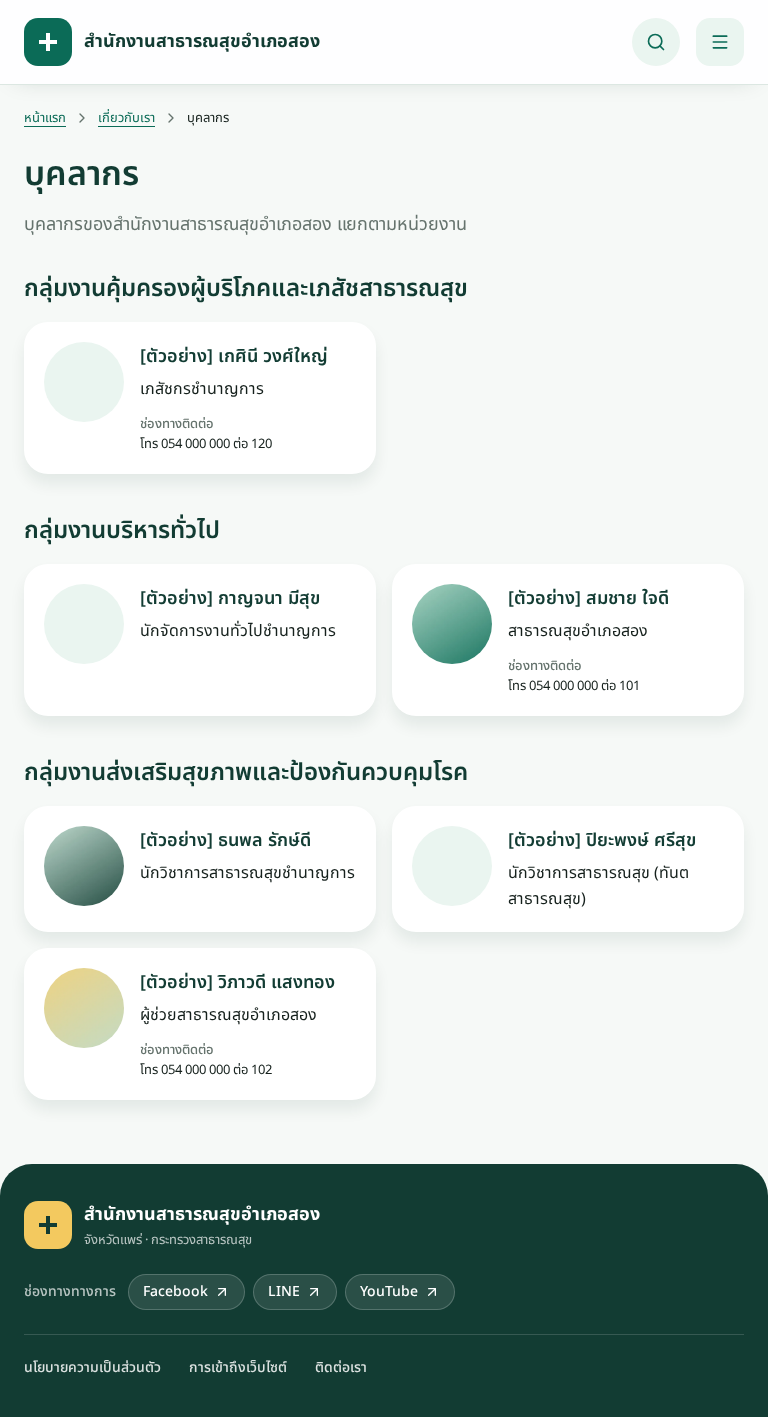 สำนักงานสาธารณสุขอำเภอสอง
หน้าแรก
เกี่ยวกับเรา
บุคลากร
บุคลากร
บุคลากรของสำนักงานสาธารณสุขอำเภอสอง แยกตามหน่วยงาน
กลุ่มงานคุ้มครองผู้บริโภคและเภสัชสาธารณสุข
[ตัวอย่าง] เกศินี วงศ์ใหญ่
เภสัชกรชำนาญการ
ช่องทางติดต่อ
โทร 054 000 000 ต่อ 120
กลุ่มงานบริหารทั่วไป
[ตัวอย่าง] กาญจนา มีสุข
นักจัดการงานทั่วไปชำนาญการ
[ตัวอย่าง] สมชาย ใจดี
สาธารณสุขอำเภอสอง
ช่องทางติดต่อ
โทร 054 000 000 ต่อ 101
กลุ่มงานส่งเสริมสุขภาพและป้องกันควบคุมโรค
[ตัวอย่าง] ธนพล รักษ์ดี
นักวิชาการสาธารณสุขชำนาญการ
[ตัวอย่าง] ปิยะพงษ์ ศรีสุข
นักวิชาการสาธารณสุข (ทันต
สาธารณสุข)
[ตัวอย่าง] วิภาวดี แสงทอง
ผู้ช่วยสาธารณสุขอำเภอสอง
ช่องทางติดต่อ
โทร 054 000 000 ต่อ 102
สำนักงานสาธารณสุขอำเภอสอง
จังหวัดแพร่ · กระทรวงสาธารณสุข
ช่องทางทางการ
Facebook
LINE
YouTube
นโยบายความเป็นส่วนตัว
การเข้าถึงเว็บไซต์
ติดต่อเรา